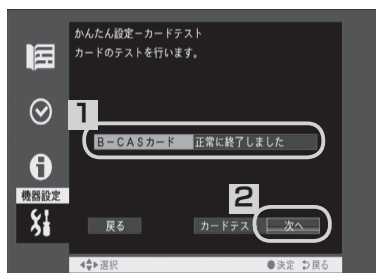 かんたん設定－カードテスト
カードのテストを行います。
1
B－CASカード 正常に終了しました
機器設定
2
戻る カードテス 次へ
選択 決定 戻る